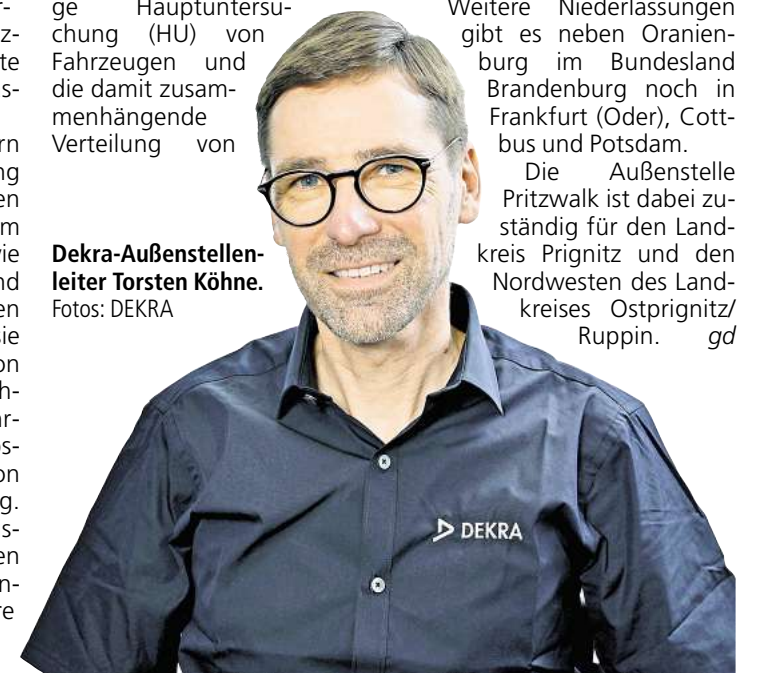 ge Hauptuntersu-
chung (HU) von
Fahrzeugen und
die damit zusam-
menhängende
Verteilung von
Dekra-Außenstellen-
leiter Torsten Köhne.
Fotos: DEKRA
Weitere Niederlassungen
gibt es neben Oranien-
burg im Bundesland
Brandenburg noch in
Frankfurt (Oder), Cott-
bus und Potsdam.
Die Außenstelle
Pritzwalk ist dabei zu-
ständig für den Land-
kreis Prignitz und den
Nordwesten des Land-
kreises Ostprignitz/
Ruppin. gd
DEKRA